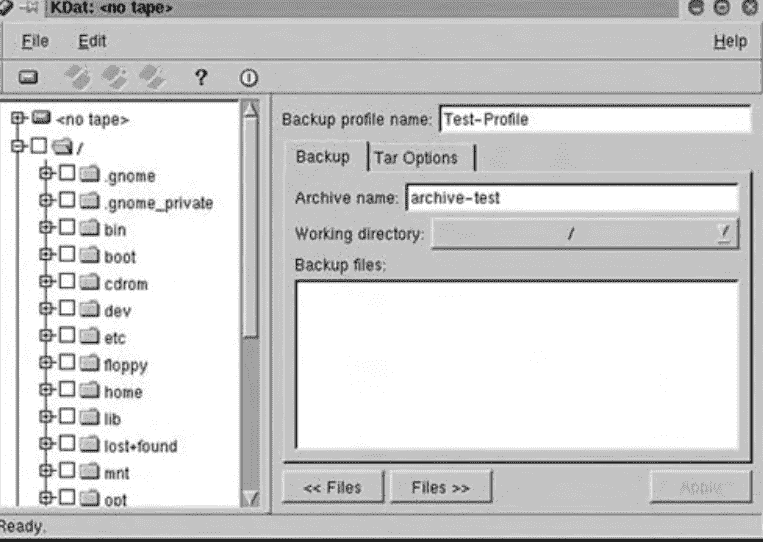 KDat: <no tape>
File Edit Help
?
<no tape>
/
.gnome
.gnome_private
bin
boot
cdrom
dev
etc
floppy
home
lib
lost+found
mnt
opt
Backup profile name: Test-Profile
Backup Tar Options
Archive name: archive-test
Working directory: /
Backup files:
<< Files Files >> Apply
Ready.